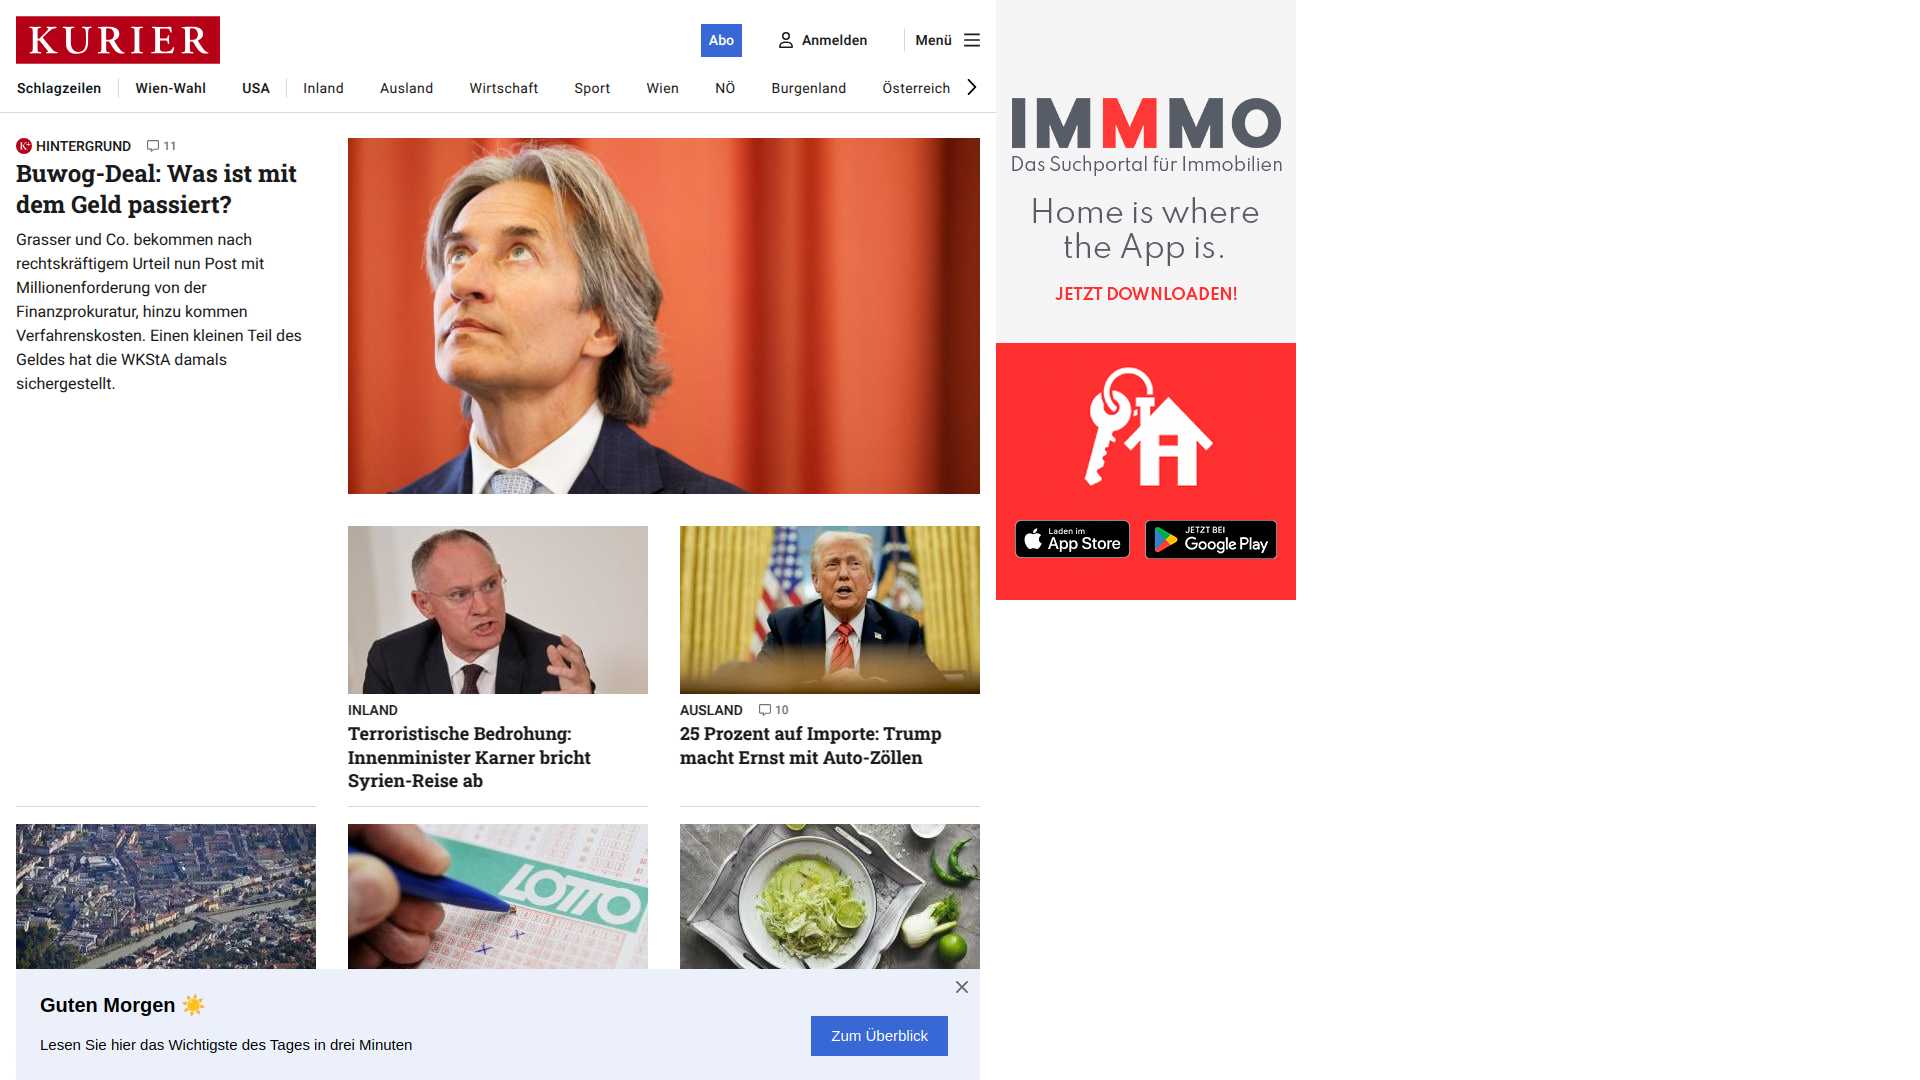 KURIER
Abo
Anmelden
Menü
Schlagzeilen
Wien-Wahl
USA
Inland
Ausland
Wirtschaft
Sport
Wien
NÖ
Burgenland
Österreich
K+ HINTERGRUND 11
Buwog-Deal: Was ist mit
dem Geld passiert?
Grasser und Co. bekommen nach
rechtskräftigem Urteil nun Post mit
Millionenforderung von der
Finanzprokuratur, hinzu kommen
Verfahrenskosten. Einen kleinen Teil des
Geldes hat die WKStA damals
sichergestellt.
INLAND
Terroristische Bedrohung:
Innenminister Karner bricht
Syrien-Reise ab
AUSLAND 10
25 Prozent auf Importe: Trump
macht Ernst mit Auto-Zöllen
LOTTO
Guten Morgen ☀️
Lesen Sie hier das Wichtigste des Tages in drei Minuten
Zum Überblick
IMMMO
Das Suchportal für Immobilien
Home is where
the App is.
JETZT DOWNLOADEN!
Laden im
App Store
JETZT BEI
Google Play